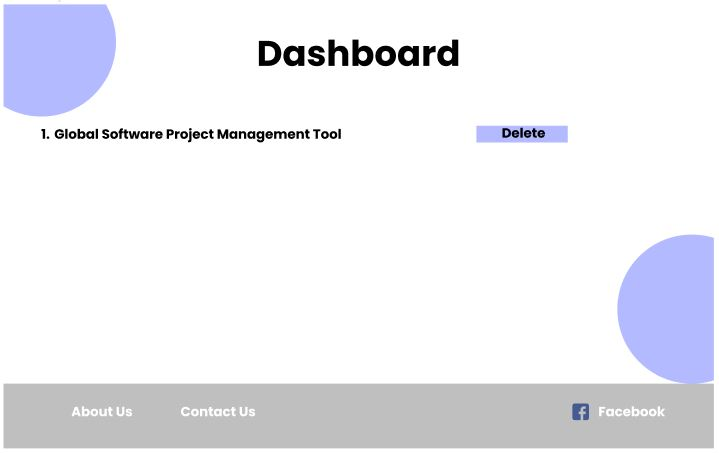 Dashboard
1. Global Software Project Management Tool Delete
About Us Contact Us Facebook